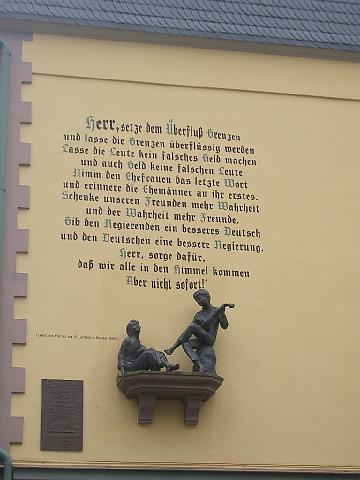 Herr, setze dem Überfluß Grenzen
und lasse die Grenzen überflüssig werden
Lasse die Leute kein falsches Geld machen
und auch Geld keine falschen Leute
Nimm den Ehefrauen das letzte Wort
und erinnere die Ehemänner an ihr erstes.
Schenke unseren Freunden mehr Wahrheit
und der Wahrheit mehr Freunde.
Gib den Regierenden ein besseres Deutsch
und den Deutschen eine bessere Regierung.
Herr, sorge dafür,
daß wir alle in den Himmel kommen
Aber nicht sofort!